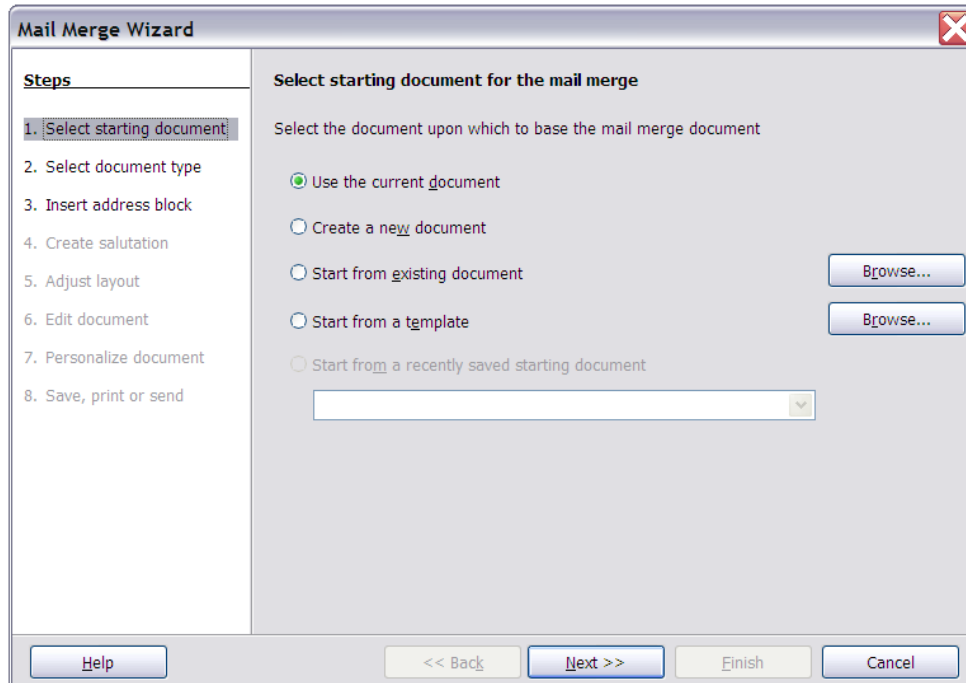 Mail Merge Wizard
Steps
1. Select starting document
2. Select document type
3. Insert address block
4. Create salutation
5. Adjust layout
6. Edit document
7. Personalize document
8. Save, print or send
Select starting document for the mail merge
Select the document upon which to base the mail merge document
Use the current document
Create a new document
Start from existing document
Browse...
Start from a template
Browse...
Start from a recently saved starting document
Help
<< Back
Next >>
Finish
Cancel